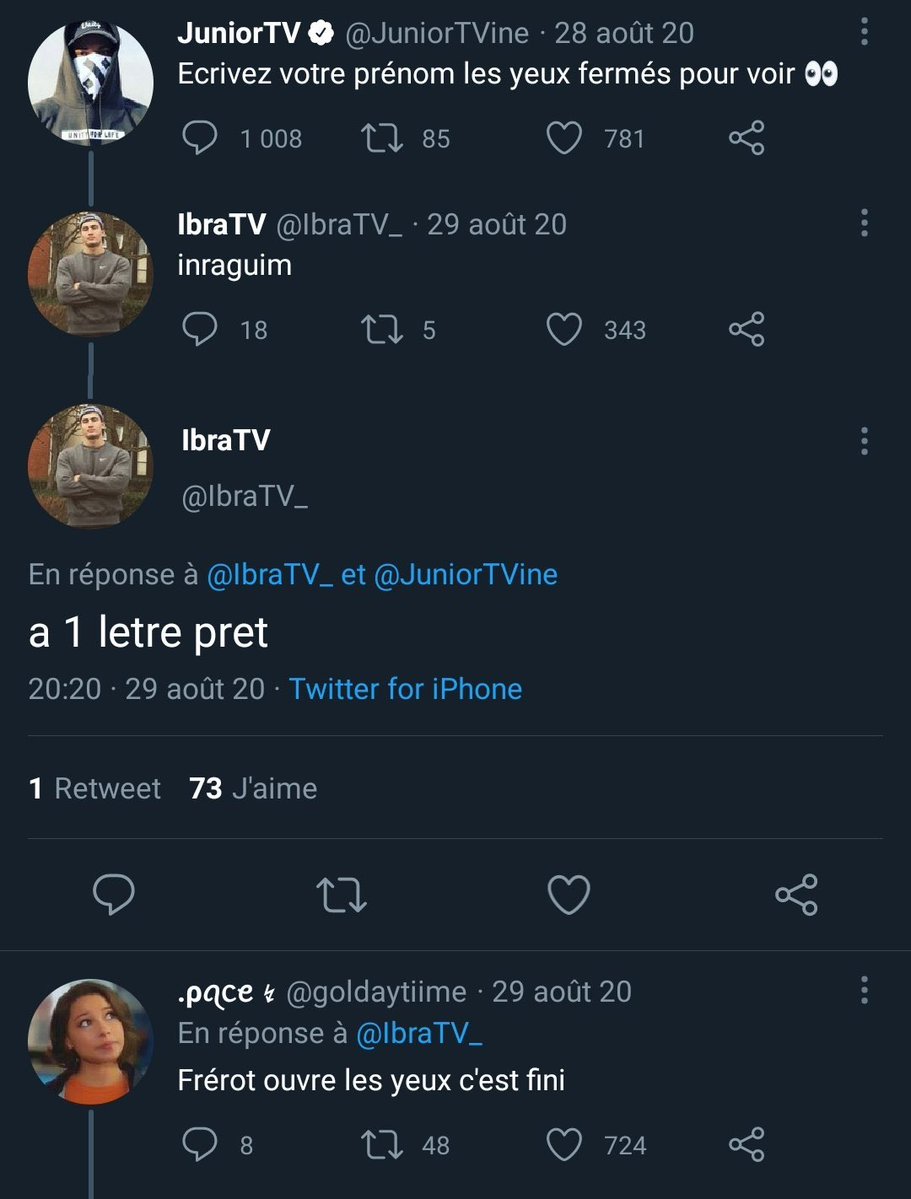 JuniorTV @JuniorTVine · 28 août 20
Ecrivez votre prénom les yeux fermés pour voir 👀
1 008 85 781
IbraTV @IbraTV_ · 29 août 20
inraguim
18 5 343
IbraTV
@IbraTV_
En réponse à @IbraTV_ et @JuniorTVine
a 1 letre pret
20:20 · 29 août 20 · Twitter for iPhone
1 Retweet 73 J'aime
.pqce ↯ @goldaytiime · 29 août 20
En réponse à @IbraTV_
Frérot ouvre les yeux c'est fini
8 48 724